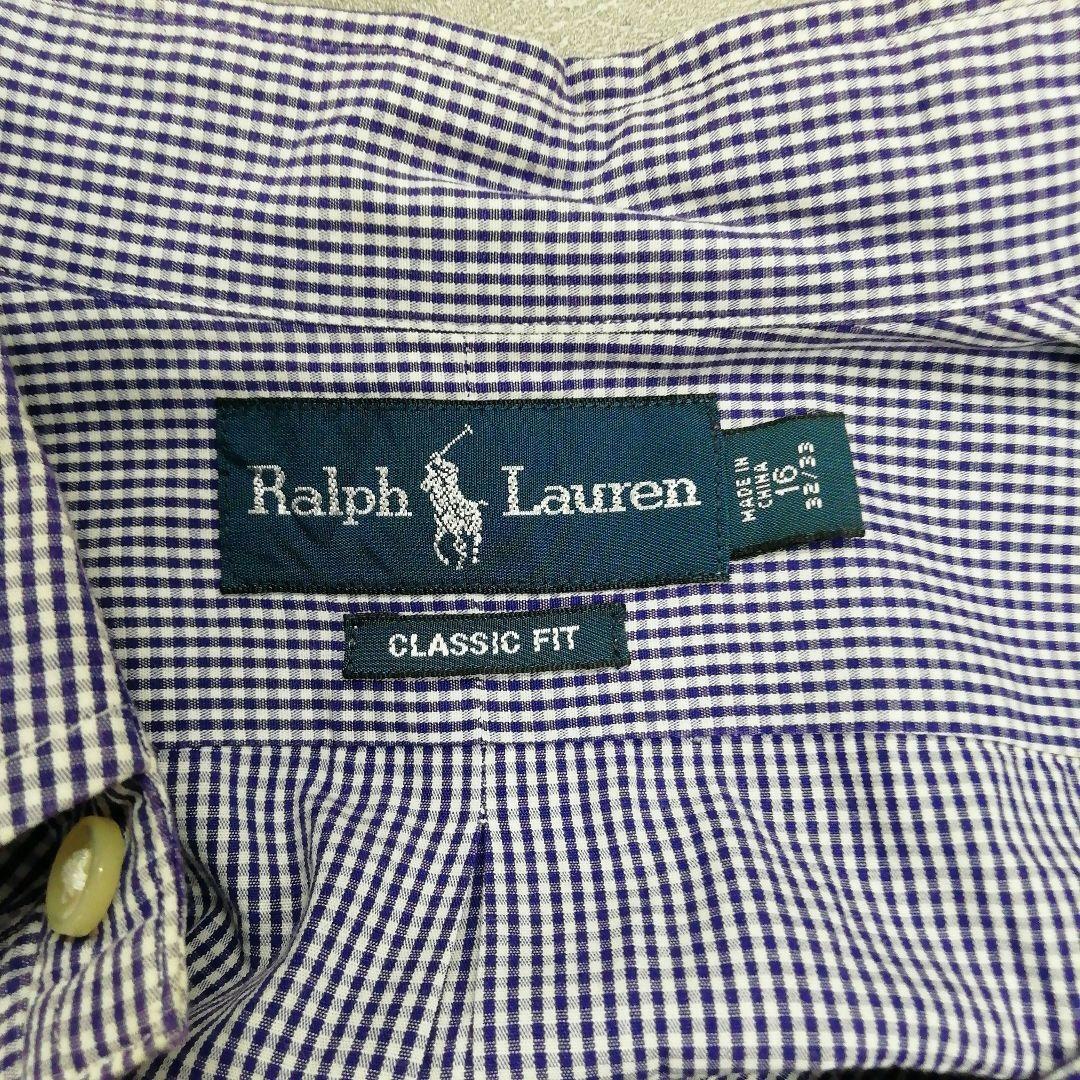 Ralph Lauren
MADE IN
CHINA
16
32/33
CLASSIC FIT